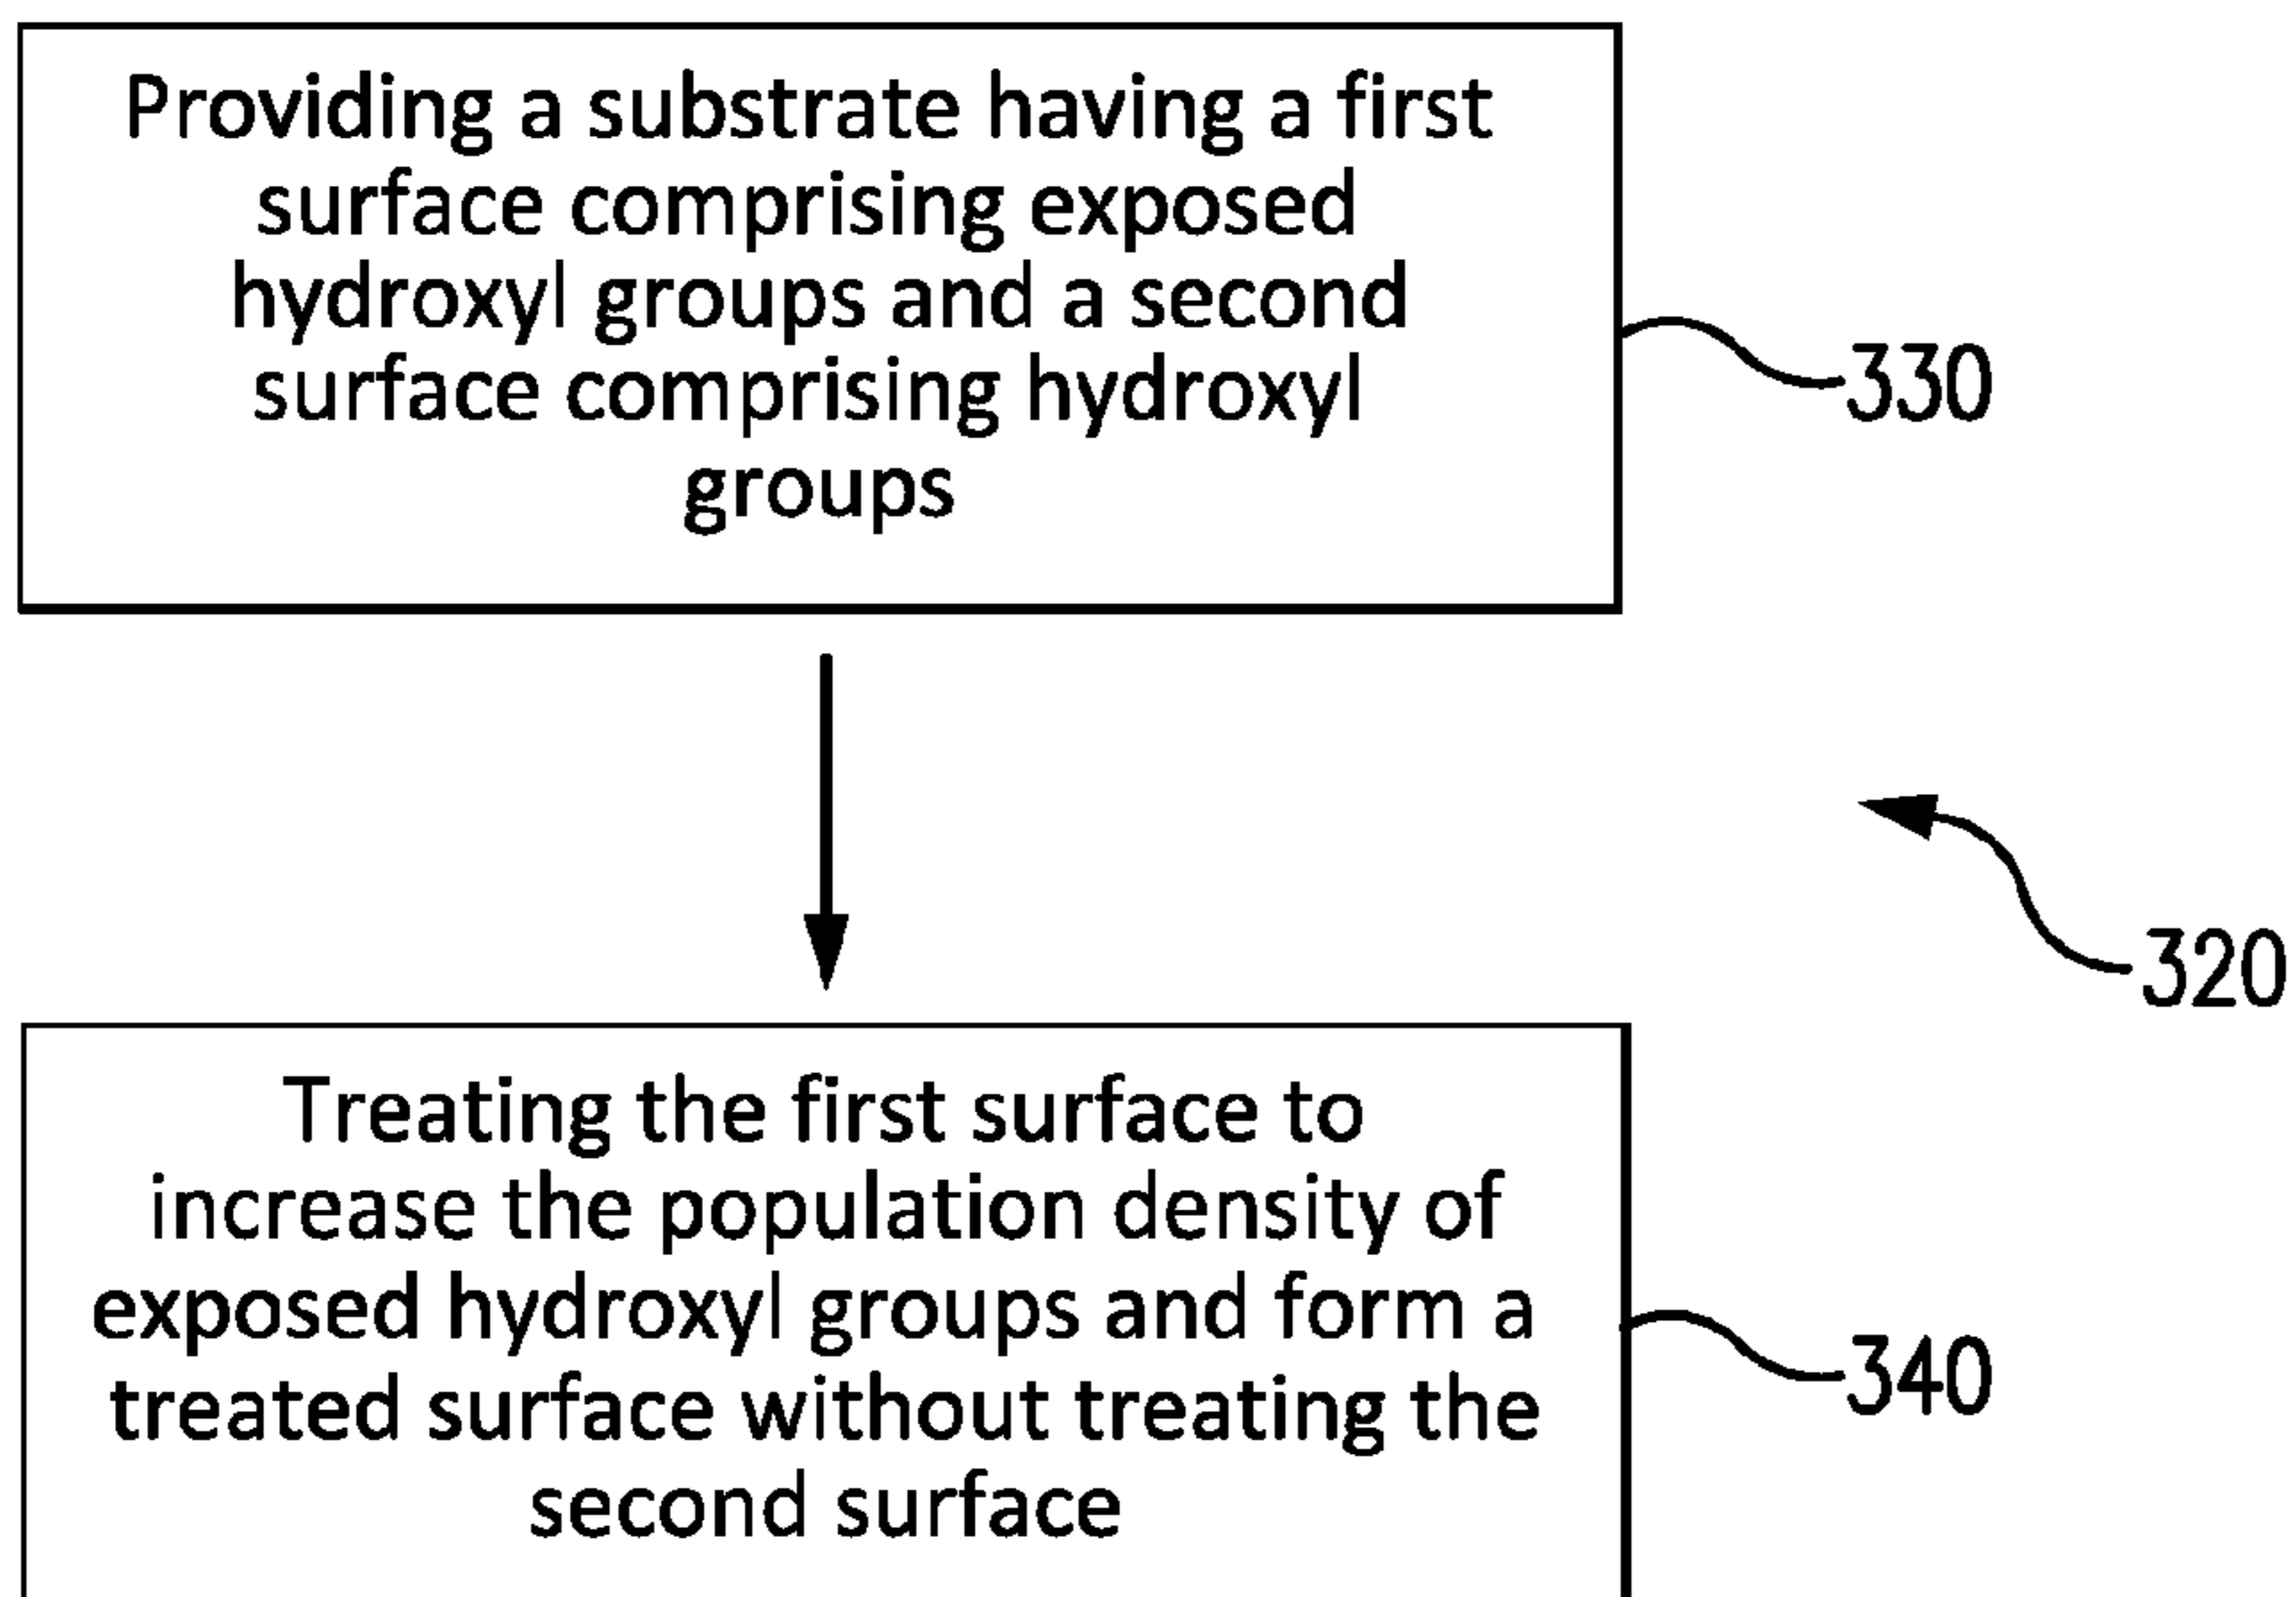 Providing a substrate having a first
surface comprising exposed
hydroxyl groups and a second
surface comprising hydroxyl
groups
330
320
Treating the first surface to
increase the population density of
exposed hydroxyl groups and form a
treated surface without treating the
second surface
340